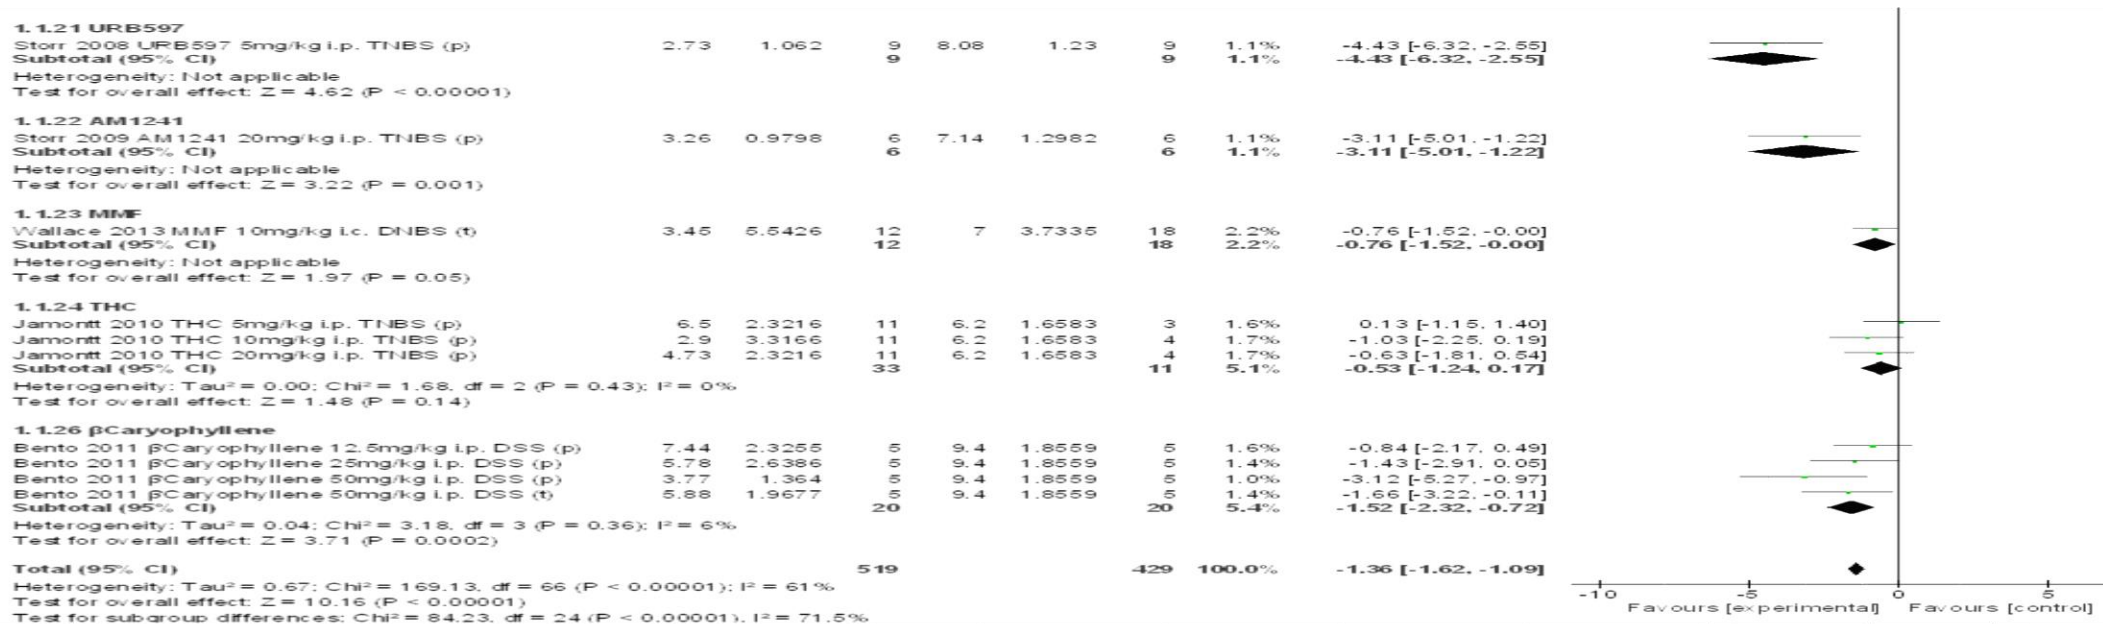 1.1.21 URB597
Storr 2008 URB597 5mg/kg i.p. TNBS (p) 2.73 1.062 9 8.08 1.23 9 1.1% -4.43 [-6.32, -2.55]
Subtotal (95% CI) 9 9 1.1% -4.43 [-6.32, -2.55]
Heterogeneity: Not applicable
Test for overall effect: Z = 4.62 (P < 0.00001)
1.1.22 AM1241
Storr 2009 AM1241 20mg/kg i.p. TNBS (p) 3.26 0.9798 6 7.14 1.2982 6 1.1% -3.11 [-5.01, -1.22]
Subtotal (95% CI) 6 6 1.1% -3.11 [-5.01, -1.22]
Heterogeneity: Not applicable
Test for overall effect: Z = 3.22 (P = 0.001)
1.1.23 MMF
Wallace 2013 MMF 10mg/kg i.c. DNBS (t) 3.45 5.5426 12 7 3.7335 18 2.2% -0.76 [-1.52, -0.00]
Subtotal (95% CI) 12 18 2.2% -0.76 [-1.52, -0.00]
Heterogeneity: Not applicable
Test for overall effect: Z = 1.97 (P = 0.05)
1.1.24 THC
Jamontt 2010 THC 5mg/kg i.p. TNBS (p) 6.5 2.3216 11 6.2 1.6583 3 1.6% 0.13 [-1.15, 1.40]
Jamontt 2010 THC 10mg/kg i.p. TNBS (p) 2.9 3.3166 11 6.2 1.6583 4 1.7% -1.03 [-2.25, 0.19]
Jamontt 2010 THC 20mg/kg i.p. TNBS (p) 4.73 2.3216 11 6.2 1.6583 4 1.7% -0.63 [-1.81, 0.54]
Subtotal (95% CI) 33 11 5.1% -0.53 [-1.24, 0.17]
Heterogeneity: Tau² = 0.00; Chi² = 1.68, df = 2 (P = 0.43); I² = 0%
Test for overall effect: Z = 1.48 (P = 0.14)
1.1.26 βCaryophyllene
Bento 2011 βCaryophyllene 12.5mg/kg i.p. DSS (p) 7.44 2.3255 5 9.4 1.8559 5 1.6% -0.84 [-2.17, 0.49]
Bento 2011 βCaryophyllene 25mg/kg i.p. DSS (p) 5.78 2.6386 5 9.4 1.8559 5 1.4% -1.43 [-2.91, 0.05]
Bento 2011 βCaryophyllene 50mg/kg i.p. DSS (p) 3.77 1.364 5 9.4 1.8559 5 1.0% -3.12 [-5.27, -0.97]
Bento 2011 βCaryophyllene 50mg/kg i.p. DSS (t) 5.88 1.9677 5 9.4 1.8559 5 1.4% -1.66 [-3.22, -0.11]
Subtotal (95% CI) 20 20 5.4% -1.52 [-2.32, -0.72]
Heterogeneity: Tau² = 0.04; Chi² = 3.18, df = 3 (P = 0.36); I² = 6%
Test for overall effect: Z = 3.71 (P = 0.0002)
Total (95% CI) 519 429 100.0% -1.36 [-1.62, -1.09]
Heterogeneity: Tau² = 0.67; Chi² = 169.13, df = 66 (P < 0.00001); I² = 61%
Test for overall effect: Z = 10.16 (P < 0.00001)
Test for subgroup differences: Chi² = 84.23, df = 24 (P < 0.00001), I² = 71.5%
-10 -5 0 5
Favours [experimental] Favours [control]